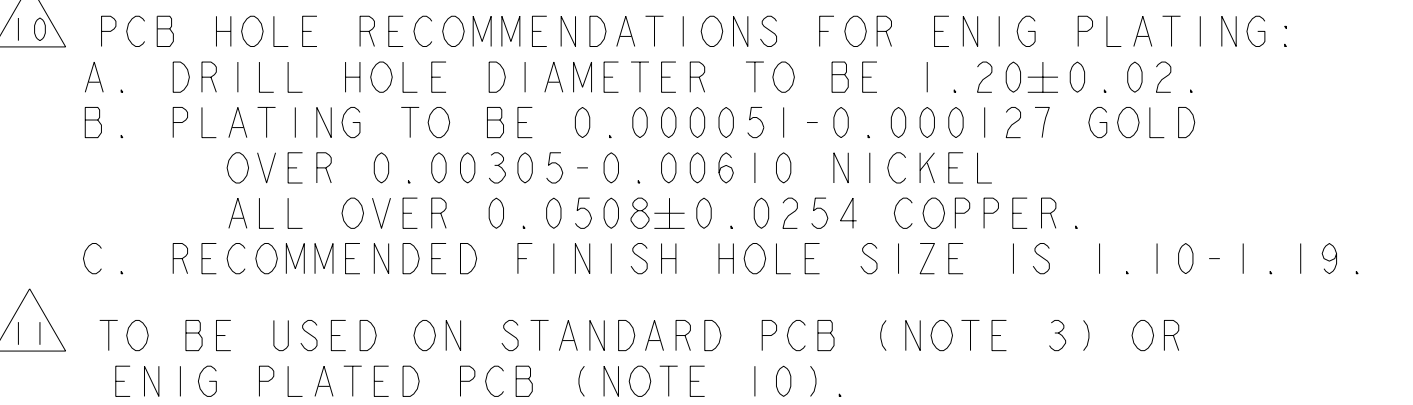 10 PCB HOLE RECOMMENDATIONS FOR ENIG PLATING:
A. DRILL HOLE DIAMETER TO BE 1.20±0.02.
B. PLATING TO BE 0.000051-0.000127 GOLD
OVER 0.00305-0.00610 NICKEL
ALL OVER 0.0508±0.0254 COPPER.
C. RECOMMENDED FINISH HOLE SIZE IS 1.10-1.19.
11 TO BE USED ON STANDARD PCB (NOTE 3) OR
ENIG PLATED PCB (NOTE 10).